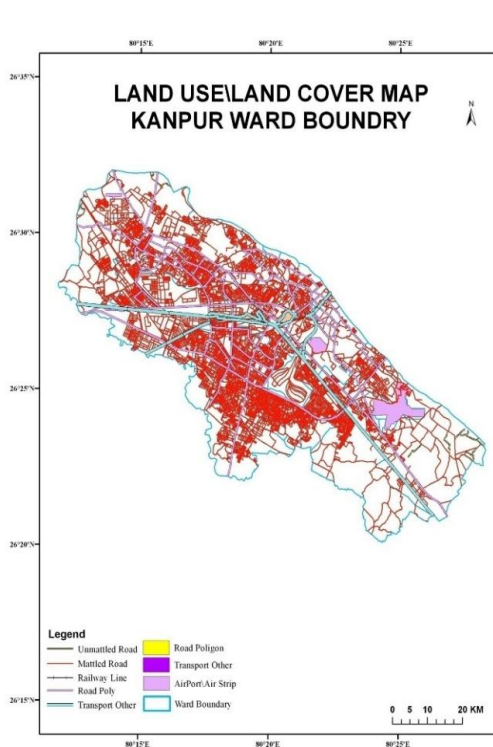 80°15'E 80°20'E 80°25'E
26°35'N
LAND USE\LAND COVER MAP
KANPUR WARD BOUNDRY
N
26°30'N
26°25'N
26°20'N
Legend
Unmattled Road
Mattled Road
Railway Line
Road Poly
Transport Other
Road Poligon
Transport Other
AirPort\Air Strip
Ward Boundary
26°15'N
0 5 10 20 KM
80°15'E 80°20'E 80°25'E